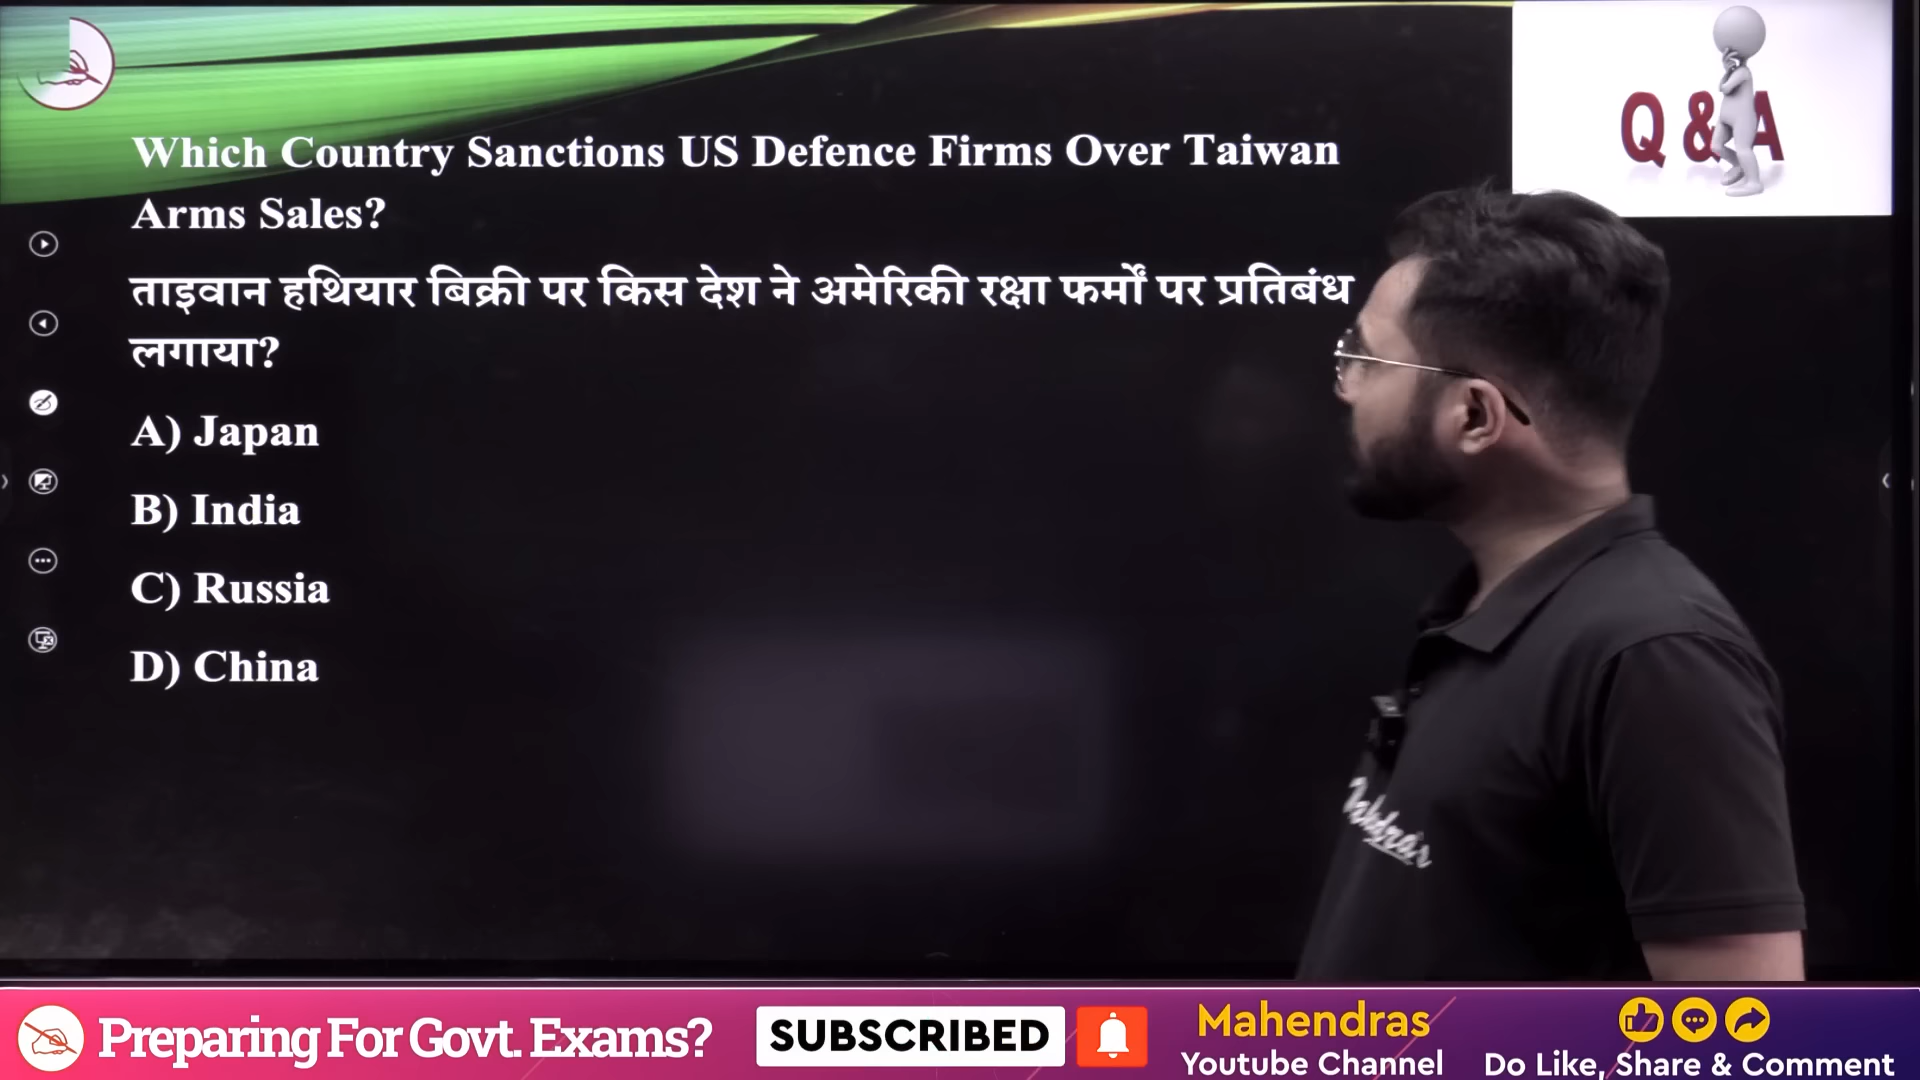 Q & A
Which Country Sanctions US Defence Firms Over Taiwan
Arms Sales?
ताइवान हथियार बिक्री पर किस देश ने अमेरिकी रक्षा फर्मों पर प्रतिबंध
लगाया?
A) Japan
B) India
C) Russia
D) China
Preparing For Govt. Exams?
SUBSCRIBED
Mahendras
Youtube Channel
Do Like, Share & Comment